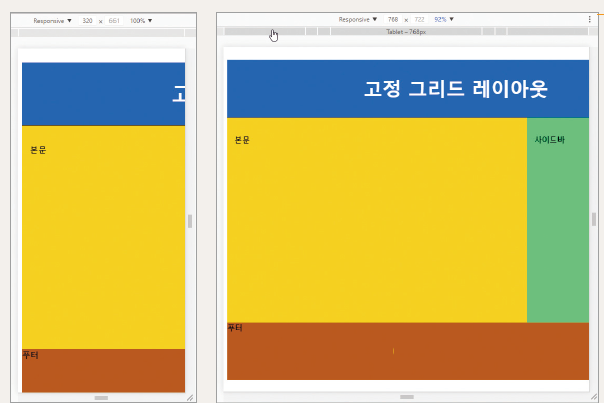 Responsive ▼ 320 × 661 100% ▼
고
본문
푸터
Responsive ▼ 768 × 722 92% ▼
Tablet – 768px
고정 그리드 레이아웃
본문
사이드바
푸터